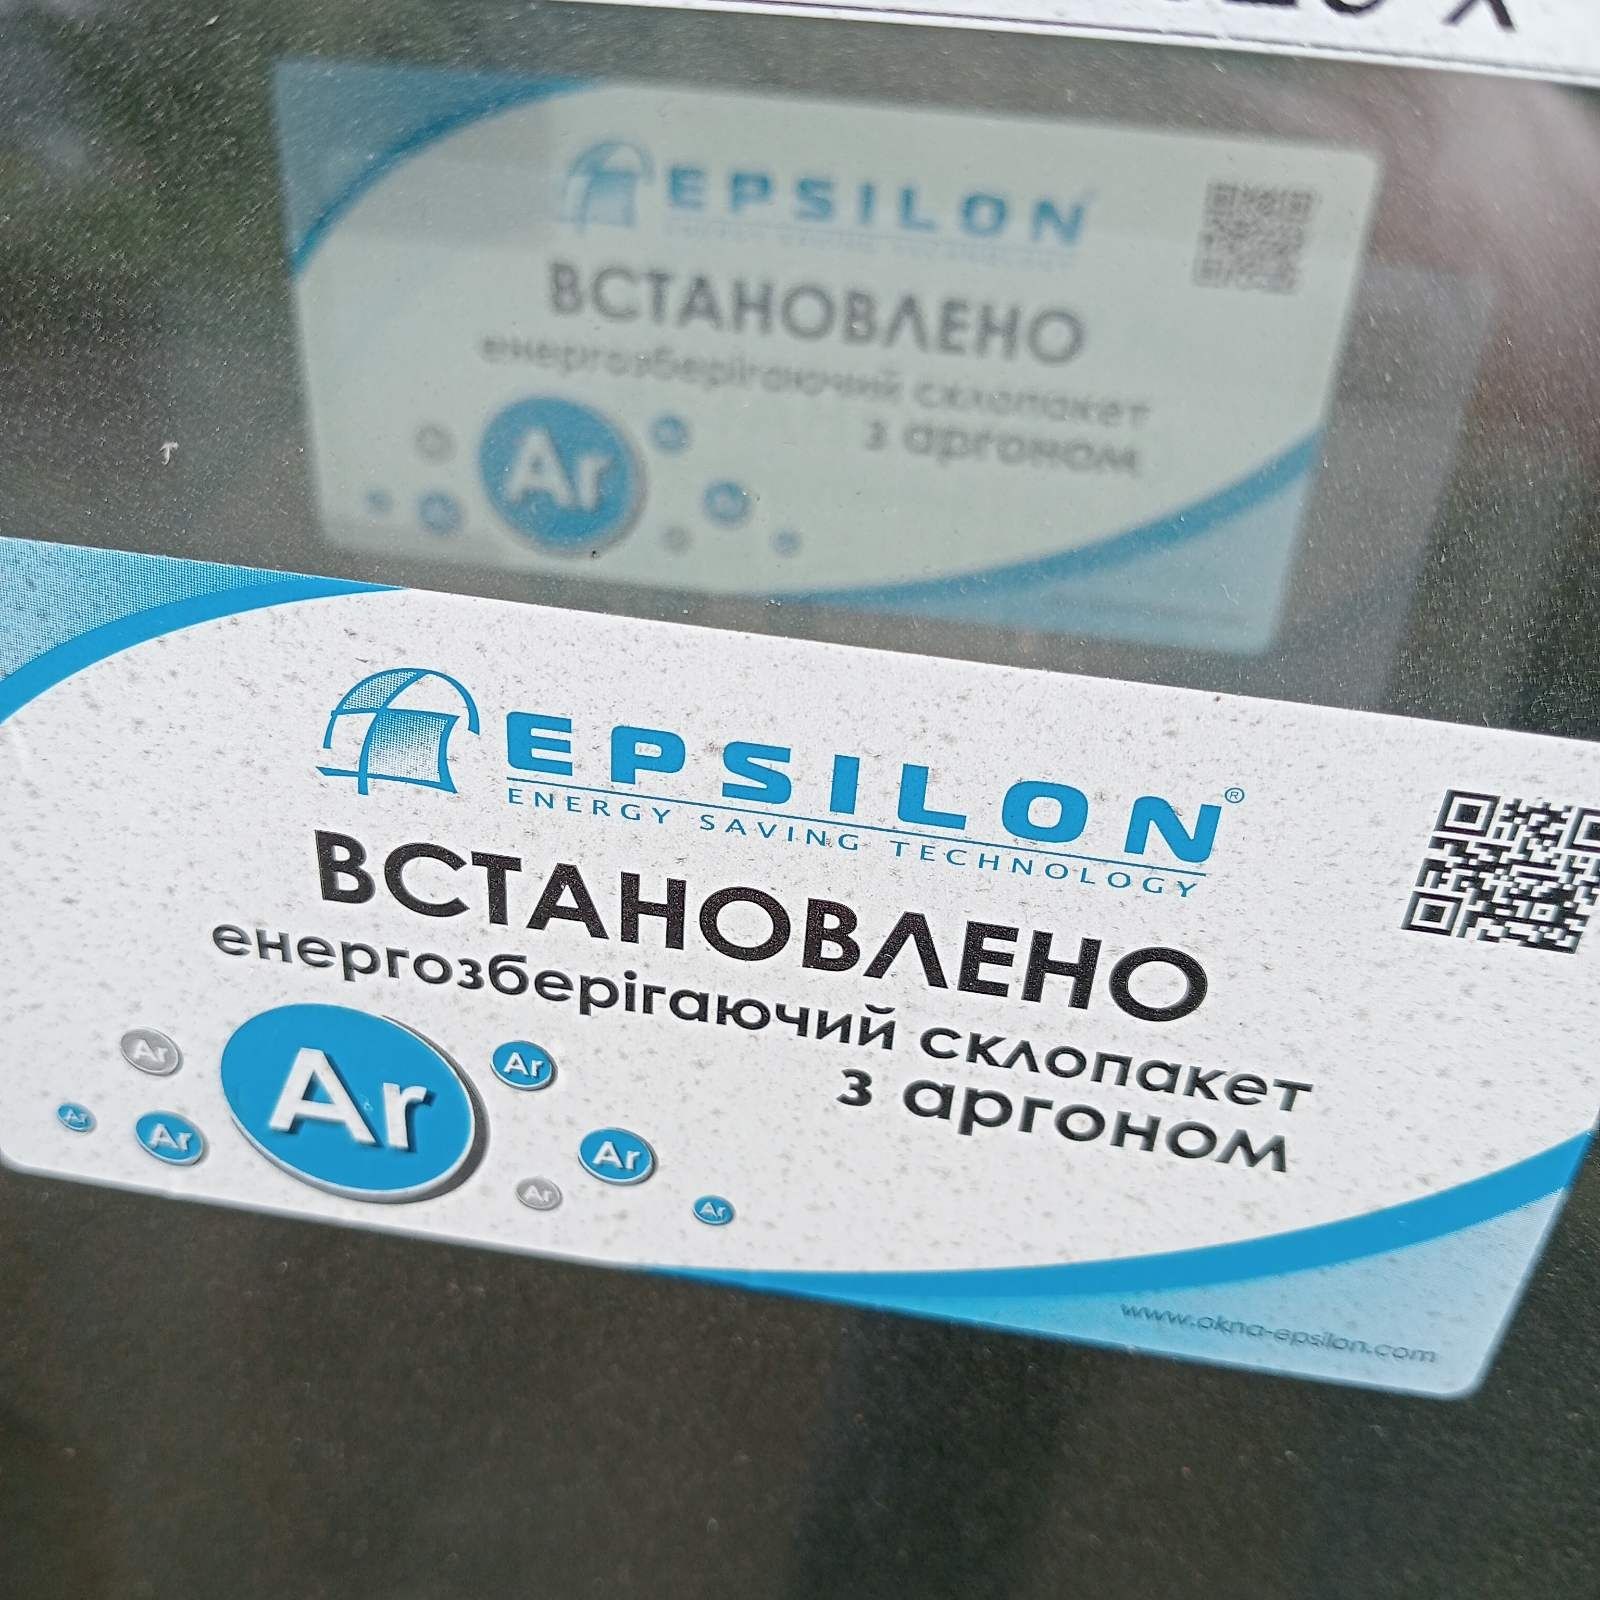 EPSILON
ВСТАНОВЛЕНО
енергозберігаючий склопакет
з аргоном
Ar
EPSILON®
ENERGY SAVING TECHNOLOGY
ВСТАНОВЛЕНО
енергозберігаючий склопакет
з аргоном
Ar
Ar
Ar
Ar
Ar
Ar
Ar
Ar
www.okna-epsilon.com